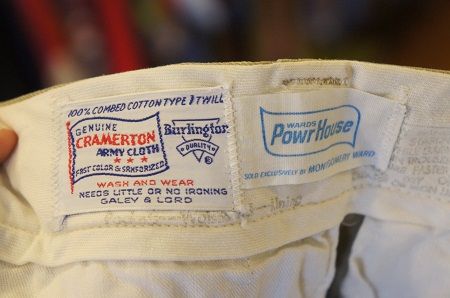 100% COMBED COTTON TYPE 1 TWILL
GENUINE
CRAMERTON
ARMY CLOTH
FAST COLOR & SANFORIZED
Burlington
QUALITY
WASH AND WEAR
NEEDS LITTLE OR NO IRONING
GALEY & LORD
WARDS
PowrHouse
SOLD EXCLUSIVELY BY MONTGOMERY WARD